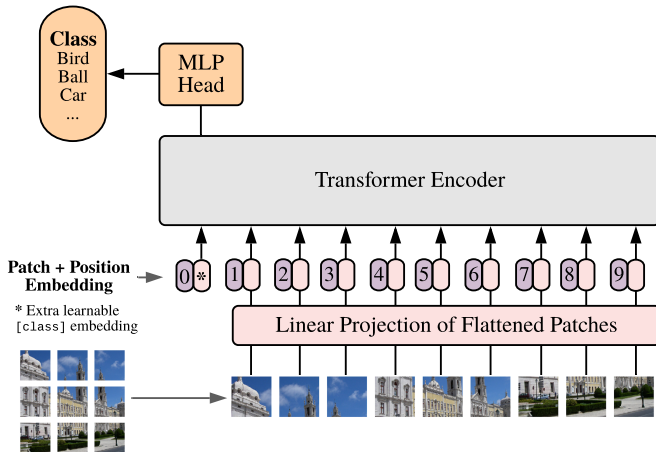 Class
Bird
Ball
Car
...
MLP
Head
Transformer Encoder
Patch + Position
Embedding
0 * 1 2 3 4 5 6 7 8 9
* Extra learnable
[class] embedding
Linear Projection of Flattened Patches